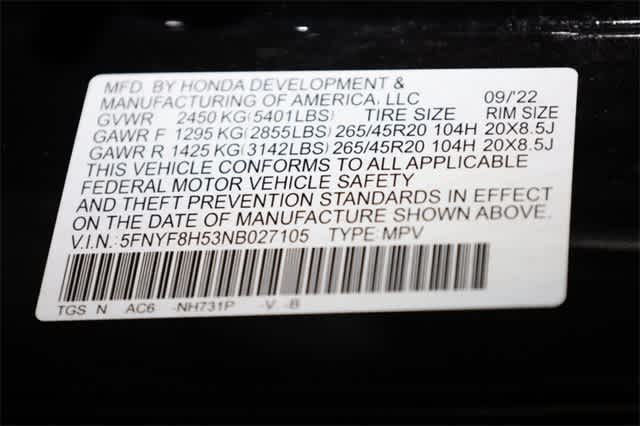 MFD. BY HONDA DEVELOPMENT &
MANUFACTURING OF AMERICA, LLC 09/'22
GVWR 2450 KG(5401LBS) TIRE SIZE RIM SIZE
GAWR F 1295 KG(2855LBS) 265/45R20 104H 20X8.5J
GAWR R 1425 KG(3142LBS) 265/45R20 104H 20X8.5J
THIS VEHICLE CONFORMS TO ALL APPLICABLE
FEDERAL MOTOR VEHICLE SAFETY
AND THEFT PREVENTION STANDARDS IN EFFECT
ON THE DATE OF MANUFACTURE SHOWN ABOVE.
V.I.N.:5FNYF8H53NB027105 TYPE:MPV
TGS N AC6 -NH731P -V- -B